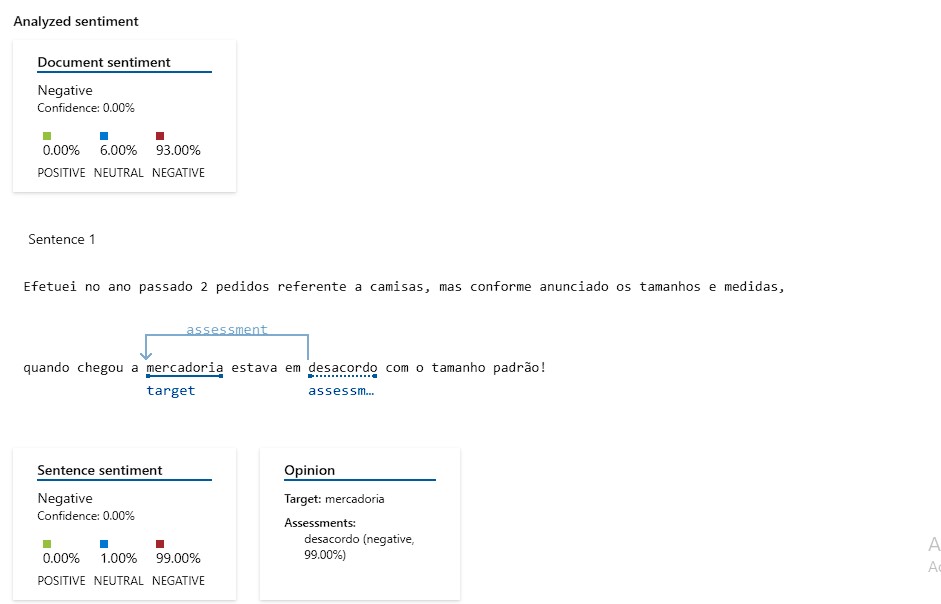 Analyzed sentiment
Document sentiment
Negative
Confidence: 0.00%
0.00% 6.00% 93.00%
POSITIVE NEUTRAL NEGATIVE
Sentence 1
Efetuei no ano passado 2 pedidos referente a camisas, mas conforme anunciado os tamanhos e medidas,
assessment
quando chegou a mercadoria estava em desacordo com o tamanho padrão!
target assessm…
Sentence sentiment
Negative
Confidence: 0.00%
0.00% 1.00% 99.00%
POSITIVE NEUTRAL NEGATIVE
Opinion
Target: mercadoria
Assessments:
desacordo (negative,
99.00%)